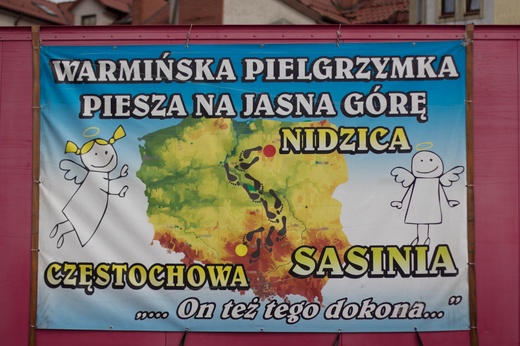 WARMIŃSKA PIELGRZYMKA
PIESZA NA JASNA GÓRĘ
NIDZICA
CZĘSTOCHOWA
SASINIA
„... On też tego dokona..."